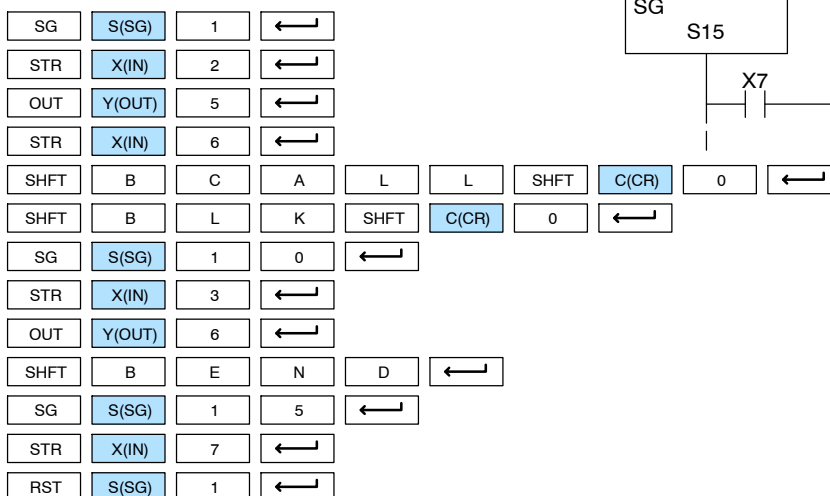 SG
S15
X7
SG S(SG) 1
STR X(IN) 2
OUT Y(OUT) 5
STR X(IN) 6
SHFT B C A L L SHFT C(CR) 0
SHFT B L K SHFT C(CR) 0
SG S(SG) 1 0
STR X(IN) 3
OUT Y(OUT) 6
SHFT B E N D
SG S(SG) 1 5
STR X(IN) 7
RST S(SG) 1